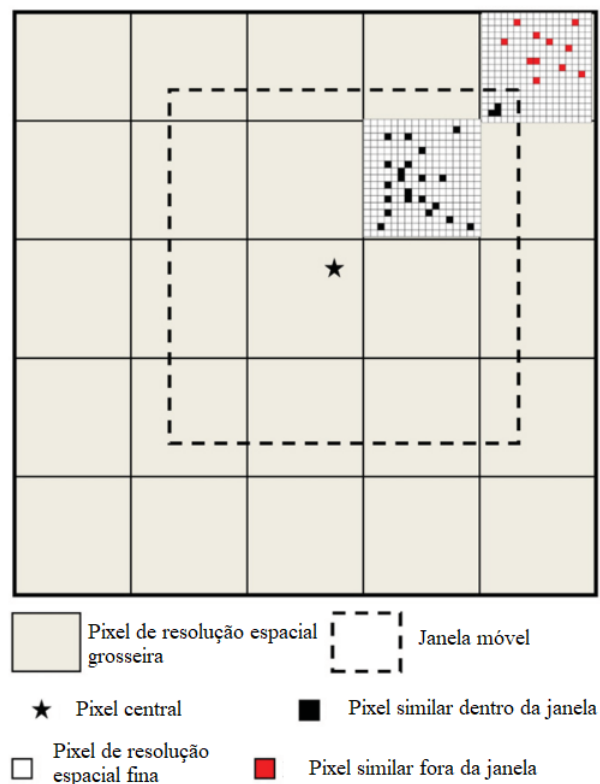 Pixel de resolução espacial
grosseira
Janela móvel
Pixel central
Pixel similar dentro da janela
Pixel de resolução
espacial fina
Pixel similar fora da janela